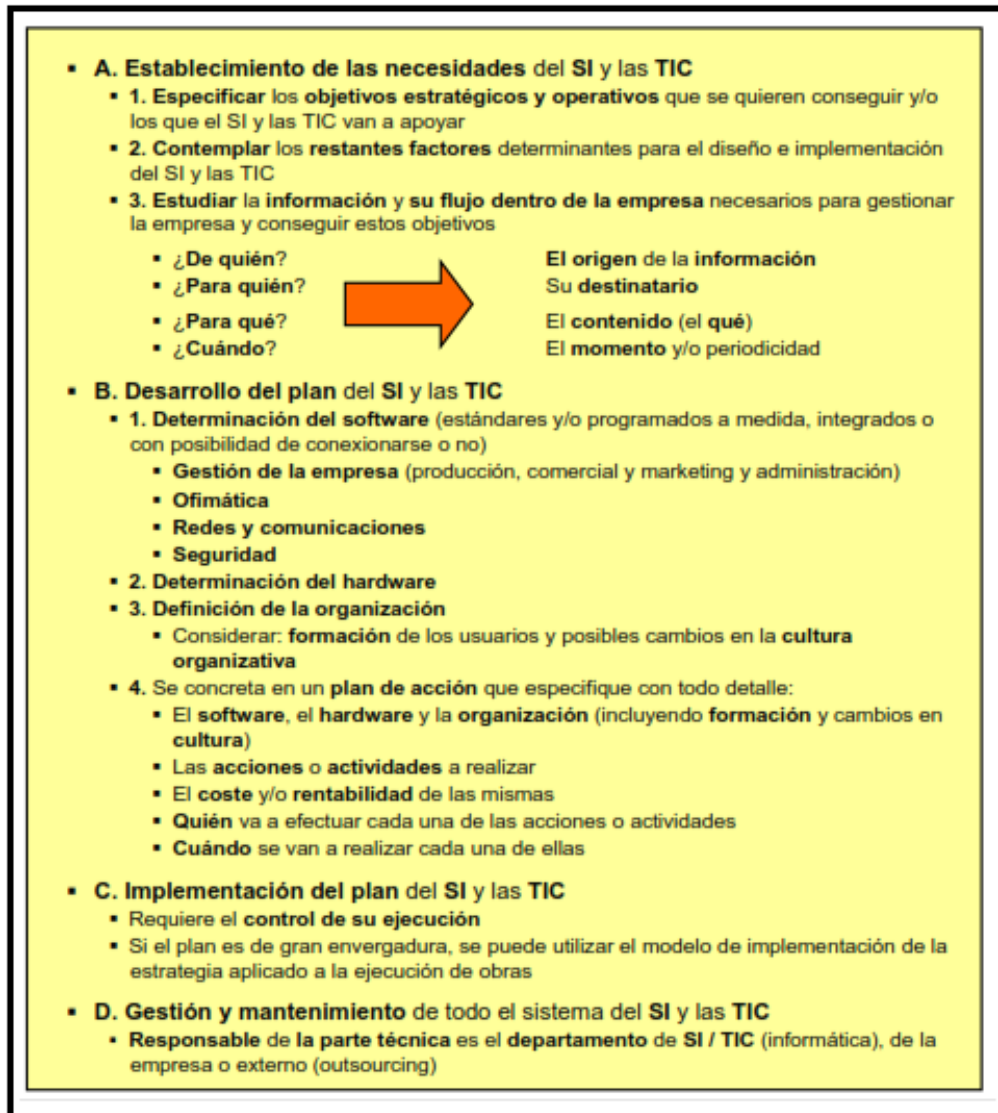 A. Establecimiento de las necesidades del SI y las TIC
1. Especificar los objetivos estratégicos y operativos que se quieren conseguir y/o
los que el SI y las TIC van a apoyar
2. Contemplar los restantes factores determinantes para el diseño e implementación
del SI y las TIC
3. Estudiar la información y su flujo dentro de la empresa necesarios para gestionar
la empresa y conseguir estos objetivos
¿De quién? El origen de la información
¿Para quién? Su destinatario
¿Para qué? El contenido (el qué)
¿Cuándo? El momento y/o periodicidad
B. Desarrollo del plan del SI y las TIC
1. Determinación del software (estándares y/o programados a medida, integrados o
con posibilidad de conexionarse o no)
Gestión de la empresa (producción, comercial y marketing y administración)
Ofimática
Redes y comunicaciones
Seguridad
2. Determinación del hardware
3. Definición de la organización
Considerar: formación de los usuarios y posibles cambios en la cultura
organizativa
4. Se concreta en un plan de acción que especifique con todo detalle:
El software, el hardware y la organización (incluyendo formación y cambios en
cultura)
Las acciones o actividades a realizar
El coste y/o rentabilidad de las mismas
Quién va a efectuar cada una de las acciones o actividades
Cuándo se van a realizar cada una de ellas
C. Implementación del plan del SI y las TIC
Requiere el control de su ejecución
Si el plan es de gran envergadura, se puede utilizar el modelo de implementación de la
estrategia aplicado a la ejecución de obras
D. Gestión y mantenimiento de todo el sistema del SI y las TIC
Responsable de la parte técnica es el departamento de SI / TIC (informática), de la
empresa o externo (outsourcing)